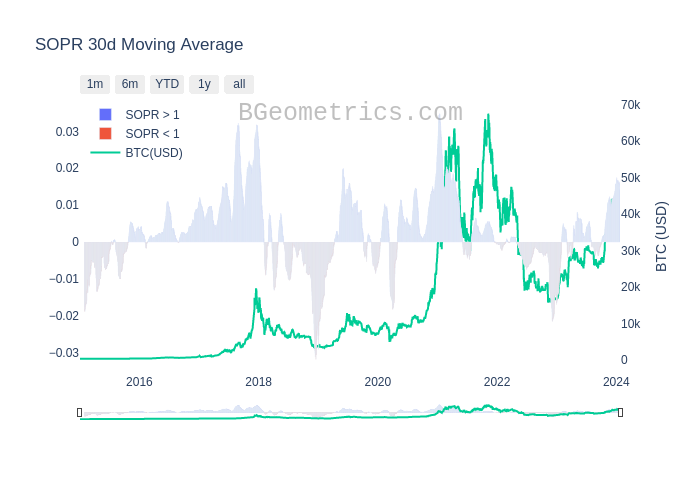 SOPR 30d Moving Average
1m 6m YTD 1y all
BGeometrics.com
SOPR > 1
SOPR < 1
BTC(USD)
0.03
0.02
0.01
0
−0.01
−0.02
−0.03
70k
60k
50k
40k
30k
20k
10k
0
BTC (USD)
2016 2018 2020 2022 2024